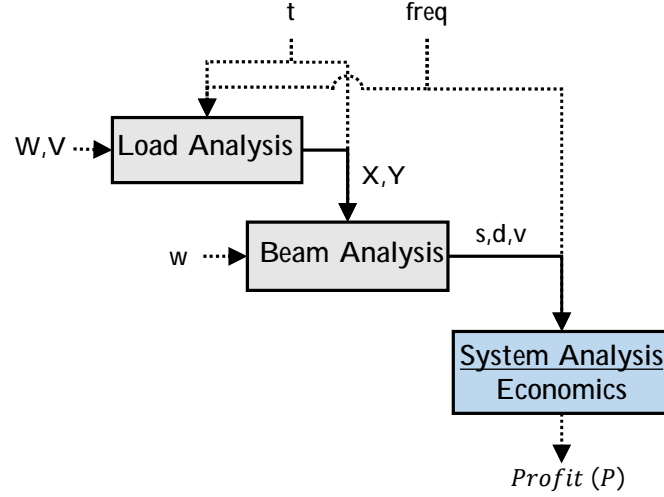 t
freq
Load Analysis
W,V
X,Y
Beam Analysis
w
s,d,v
System Analysis
Economics
Profit (P)